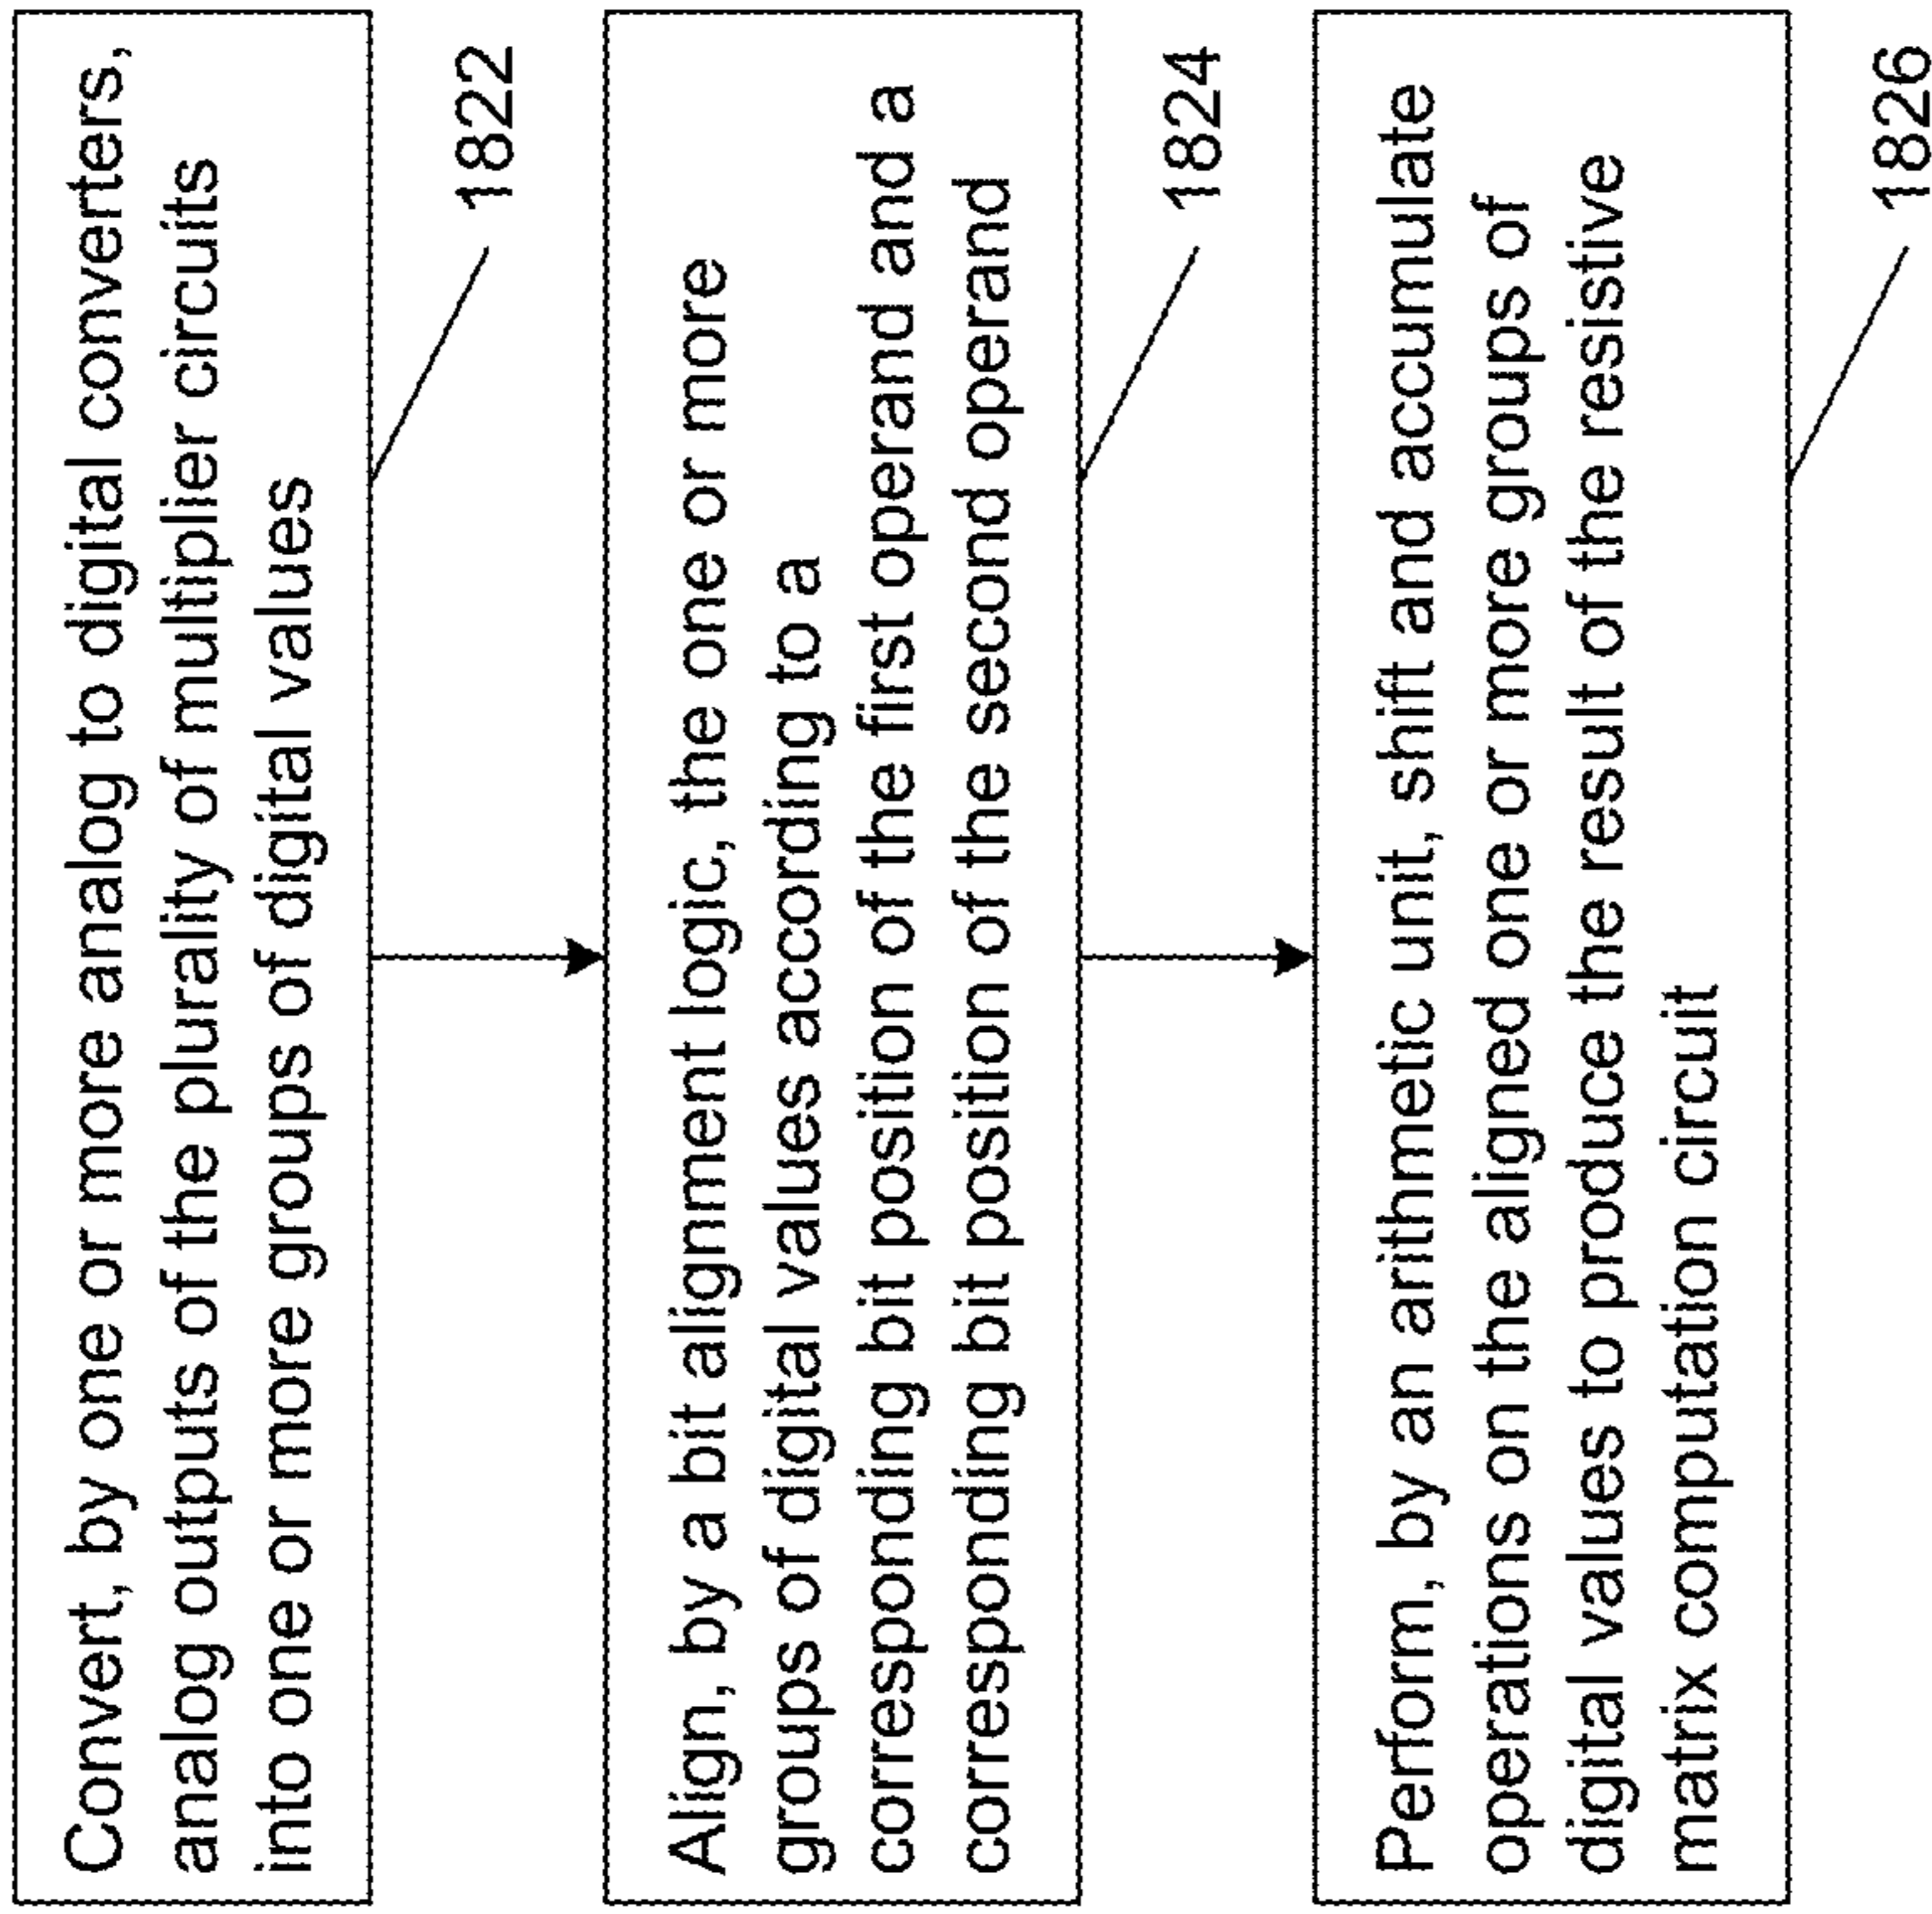 Convert, by one or more analog to digital converters,
analog outputs of the plurality of multiplier circuits
into one or more groups of digital values
1822
Align, by a bit alignment logic, the one or more
groups of digital values according to a
corresponding bit position of the first operand and a
corresponding bit position of the second operand
1824
Perform, by an arithmetic unit, shift and accumulate
operations on the aligned one or more groups of
digital values to produce the result of the resistive
matrix computation circuit
1826